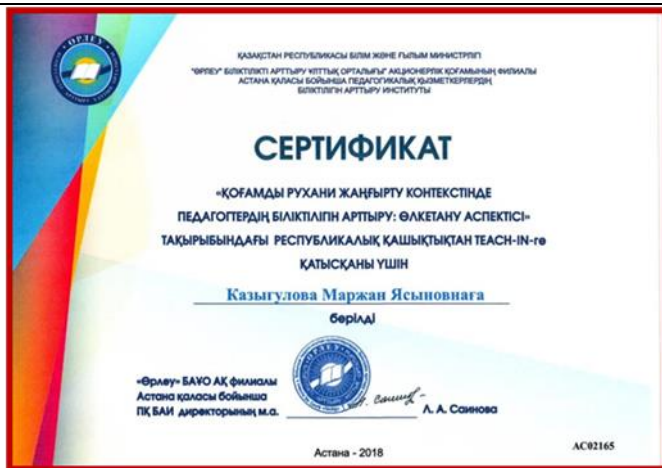 ӨРЛЕУ
ҚАЗАҚСТАН РЕСПУБЛИКАСЫ БІЛІМ ЖӘНЕ ҒЫЛЫМ МИНИСТРЛІГІ
"ӨРЛЕУ" БІЛІКТІЛІКТІ АРТТЫРУ ҰЛТТЫҚ ОРТАЛЫҒЫ" АКЦИОНЕРЛІК ҚОҒАМЫНЫҢ ФИЛИАЛЫ
АСТАНА ҚАЛАСЫ БОЙЫНША ПЕДАГОГИКАЛЫҚ ҚЫЗМЕТКЕРЛЕРДІҢ
БІЛІКТІЛІГІН АРТТЫРУ ИНСТИТУТЫ
СЕРТИФИКАТ
«ҚОҒАМДЫ РУХАНИ ЖАҢҒЫРТУ КОНТЕКСТІНДЕ
ПЕДАГОГТЕРДІҢ БІЛІКТІЛІГІН АРТТЫРУ: ӨЛКЕТАНУ АСПЕКТІСІ»
ТАҚЫРЫБЫНДАҒЫ РЕСПУБЛИКАЛЫҚ ҚАШЫҚТЫҚТАН TEACH-IN-ге
ҚАТЫСҚАНЫ ҮШІН
Казыгулова Маржан Ясыновнаға
берілді
«Өрлеу» БАҰО АҚ филиалы
Астана қаласы бойынша
ПҚ БАИ директорының м.а.
Л. А. Саинова
Астана - 2018
АС02165